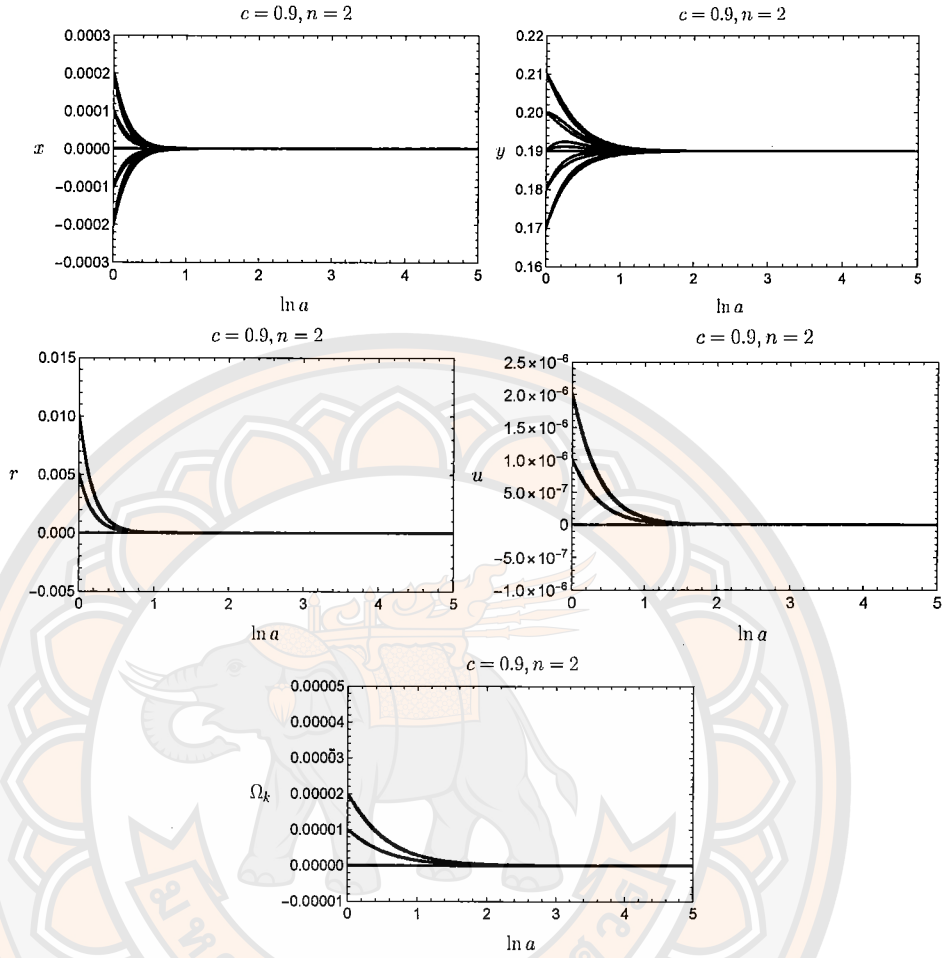 c = 0.9, n = 2
0.0003
0.0002
0.0001
x 0.0000
−0.0001
−0.0002
−0.0003
0 1 2 3 4 5
ln a
c = 0.9, n = 2
0.22
0.21
0.20
y 0.19
0.18
0.17
0.16
0 1 2 3 4 5
ln a
c = 0.9, n = 2
0.015
0.010
r 0.005
0.000
−0.005
0 1 2 3 4 5
ln a
c = 0.9, n = 2
2.5×10⁻⁶
2.0×10⁻⁶
1.5×10⁻⁶
u 1.0×10⁻⁶
5.0×10⁻⁷
0
−5.0×10⁻⁷
−1.0×10⁻⁶
0 1 2 3 4 5
ln a
c = 0.9, n = 2
0.00005
0.00004
0.00003
Ωₖ 0.00002
0.00001
0.00000
−0.00001
0 1 2 3 4 5
ln a